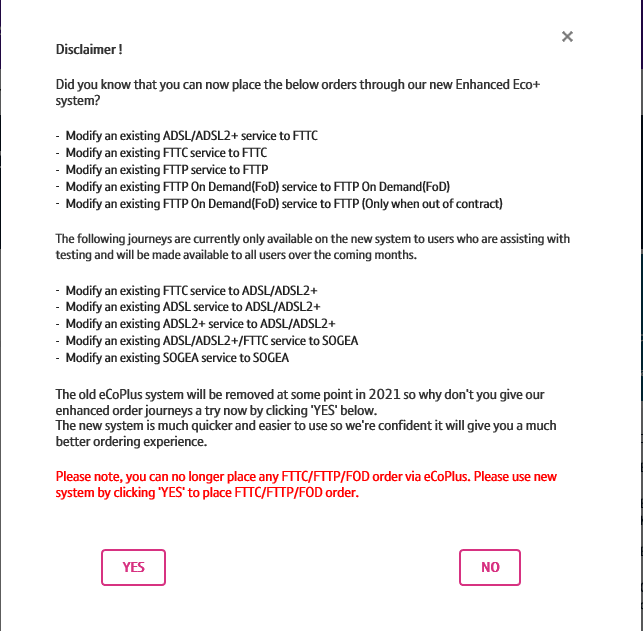 ×
Disclaimer !
Did you know that you can now place the below orders through our new Enhanced Eco+
system?
- Modify an existing ADSL/ADSL2+ service to FTTC
- Modify an existing FTTC service to FTTC
- Modify an existing FTTP service to FTTP
- Modify an existing FTTP On Demand(FoD) service to FTTP On Demand(FoD)
- Modify an existing FTTP On Demand(FoD) service to FTTP (Only when out of contract)
The following journeys are currently only available on the new system to users who are assisting with
testing and will be made available to all users over the coming months.
- Modify an existing FTTC service to ADSL/ADSL2+
- Modify an existing ADSL service to ADSL/ADSL2+
- Modify an existing ADSL2+ service to ADSL/ADSL2+
- Modify an existing ADSL/ADSL2+/FTTC service to SOGEA
- Modify an existing SOGEA service to SOGEA
The old eCoPlus system will be removed at some point in 2021 so why don't you give our
enhanced order journeys a try now by clicking 'YES' below.
The new system is much quicker and easier to use so we're confident it will give you a much
better ordering experience.
Please note, you can no longer place any FTTC/FTTP/FOD order via eCoPlus. Please use new
system by clicking 'YES' to place FTTC/FTTP/FOD order.
YES
NO